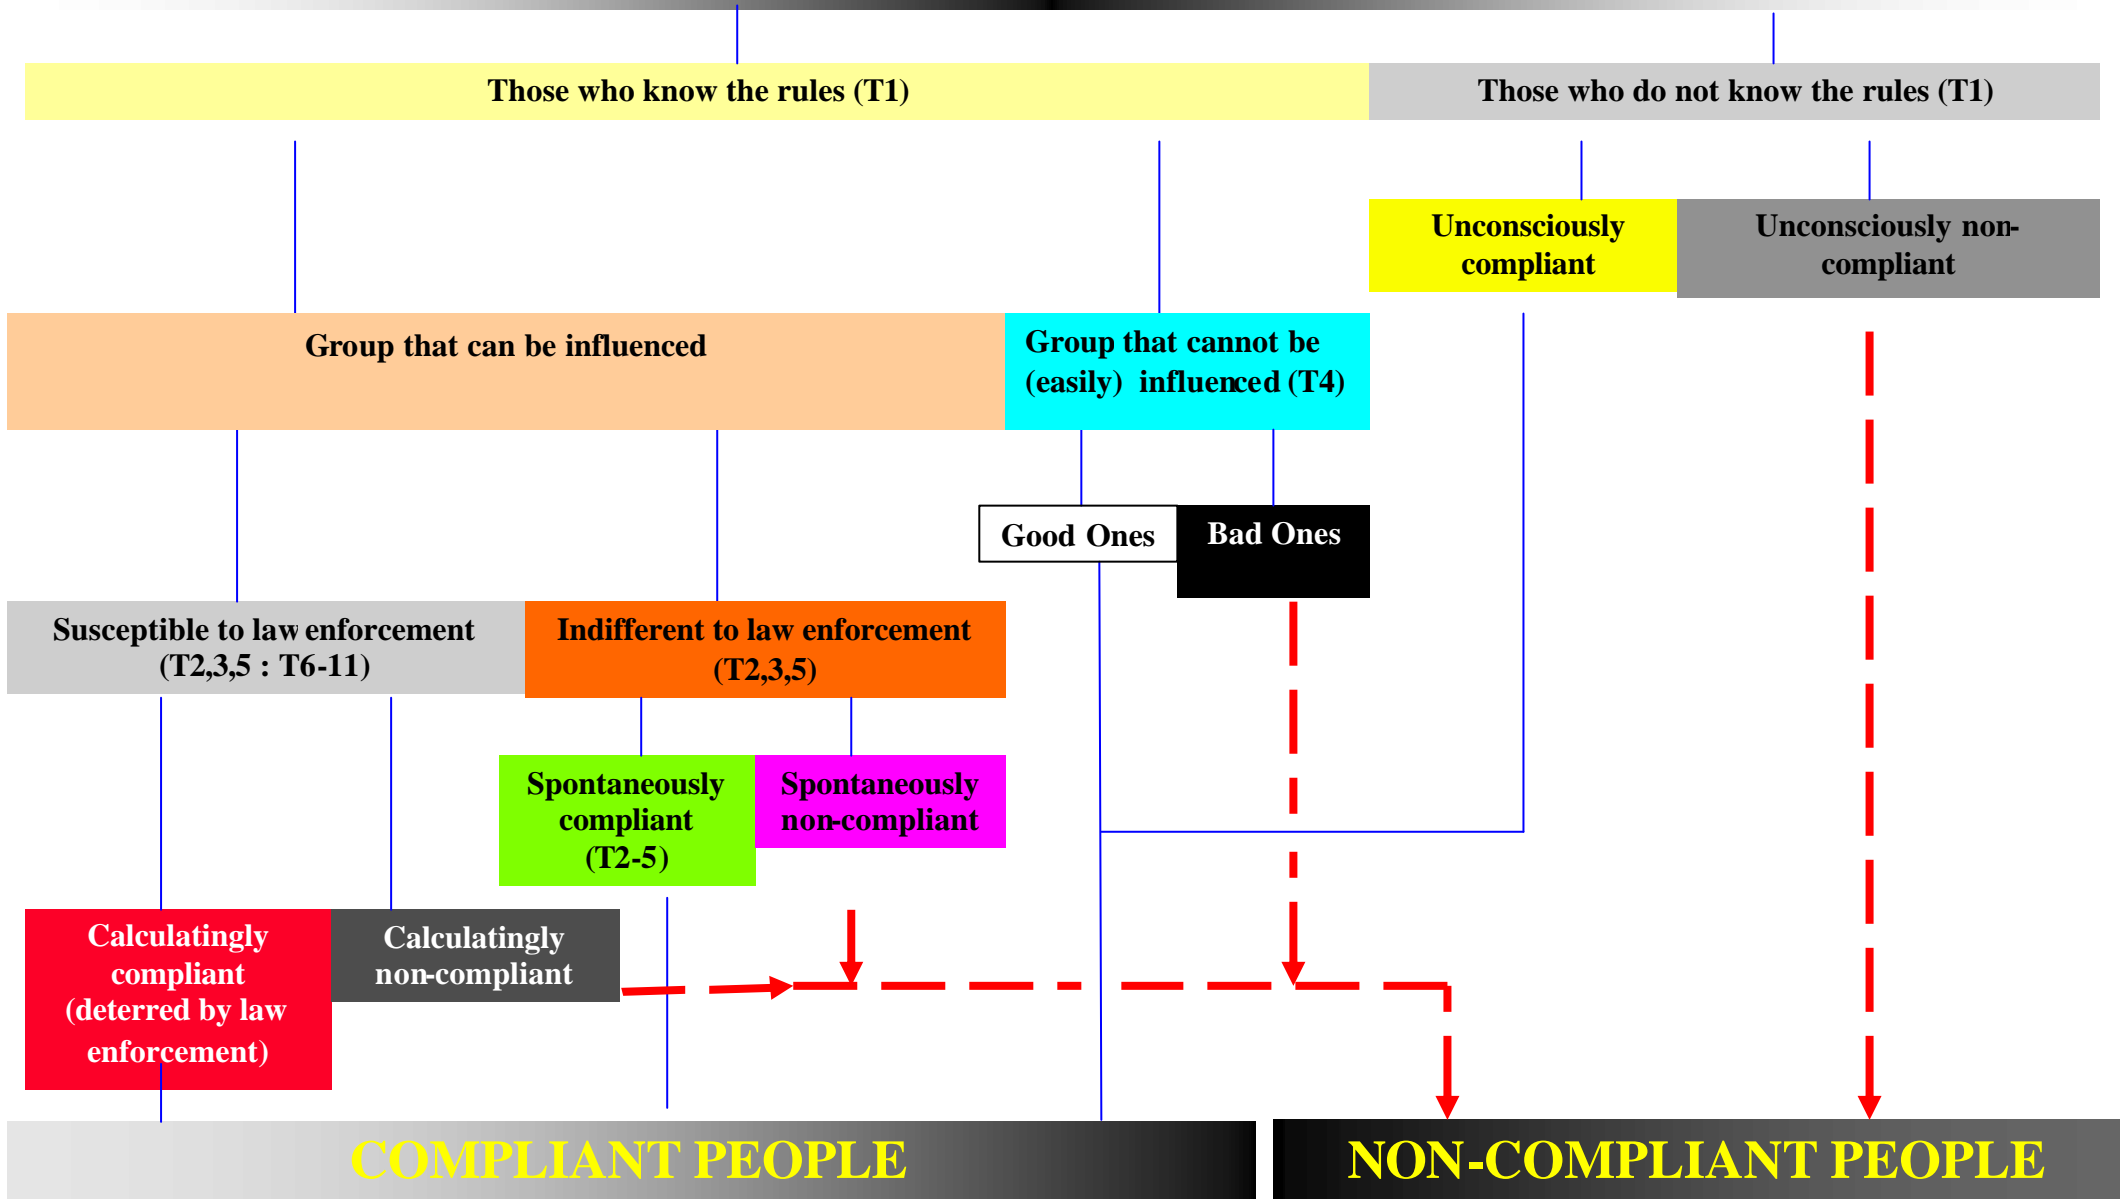 Those who know the rules (T1)
Those who do not know the rules (T1)
Unconsciously
compliant
Unconsciously non-
compliant
Group that can be influenced
Group that cannot be
(easily) influenced (T4)
Good Ones
Bad Ones
Susceptible to law enforcement
(T2,3,5 : T6-11)
Indifferent to law enforcement
(T2,3,5)
Spontaneously
compliant
(T2-5)
Spontaneously
non-compliant
Calculatingly
compliant
(deterred by law
enforcement)
Calculatingly
non-compliant
COMPLIANT PEOPLE
NON-COMPLIANT PEOPLE